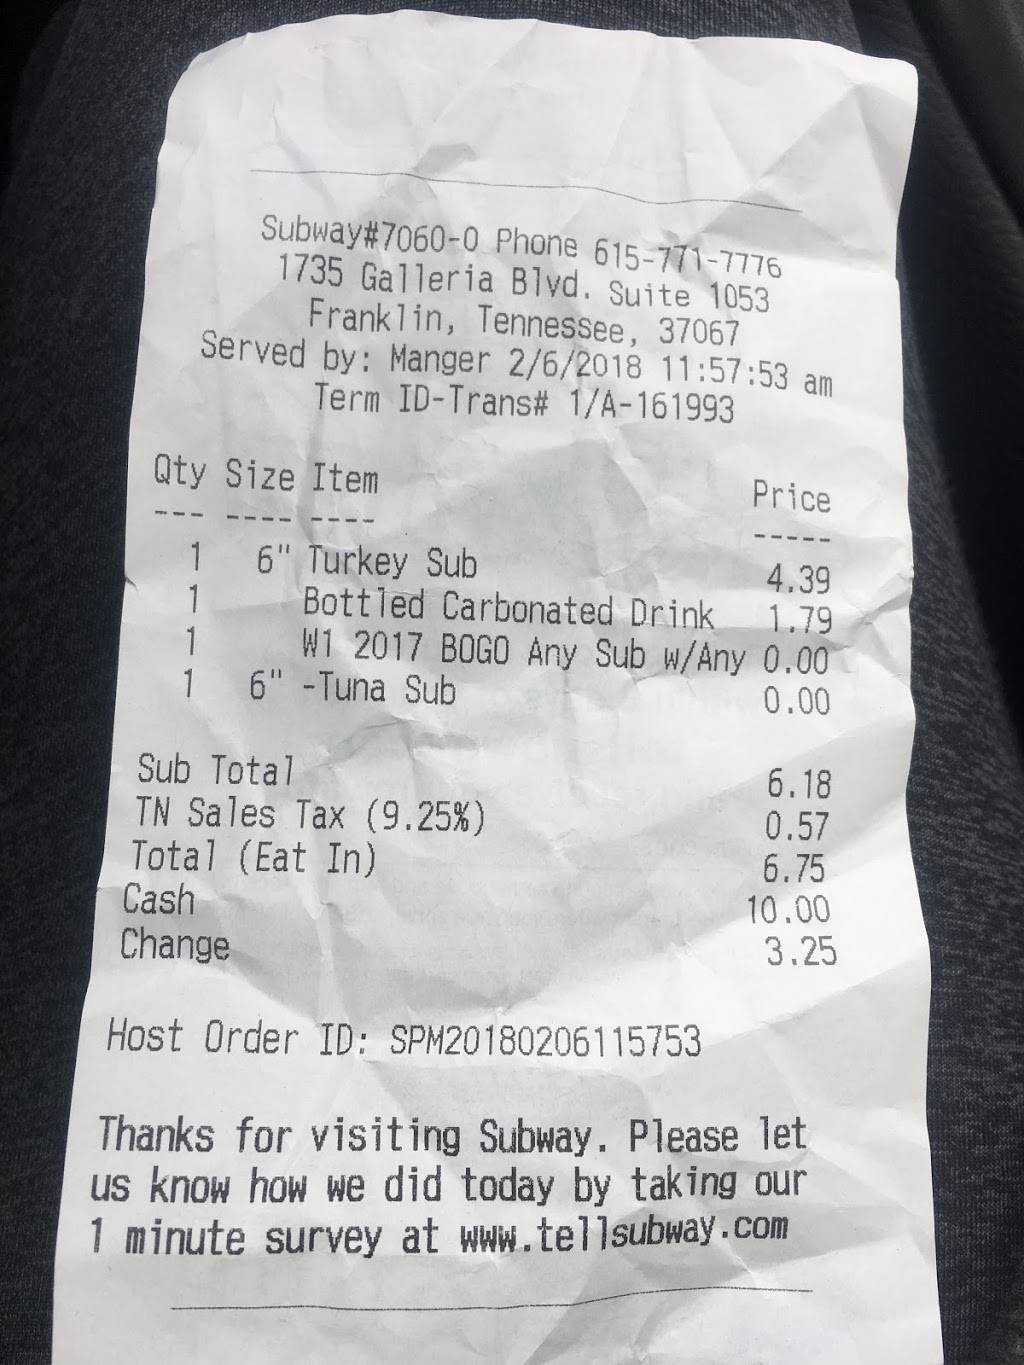 Subway#7060-0 Phone 615-771-7776
1735 Galleria Blvd. Suite 1053
Franklin, Tennessee, 37067
Served by: Manger 2/6/2018 11:57:53 am
Term ID-Trans# 1/A-161993
Qty Size Item Price
--- ---- ---- -----
1 6" Turkey Sub 4.39
1 Bottled Carbonated Drink 1.79
1 W1 2017 BOGO Any Sub w/Any 0.00
1 6" -Tuna Sub 0.00
Sub Total 6.18
TN Sales Tax (9.25%) 0.57
Total (Eat In) 6.75
Cash 10.00
Change 3.25
Host Order ID: SPM20180206115753
Thanks for visiting Subway. Please let
us know how we did today by taking our
1 minute survey at www.tellsubway.com